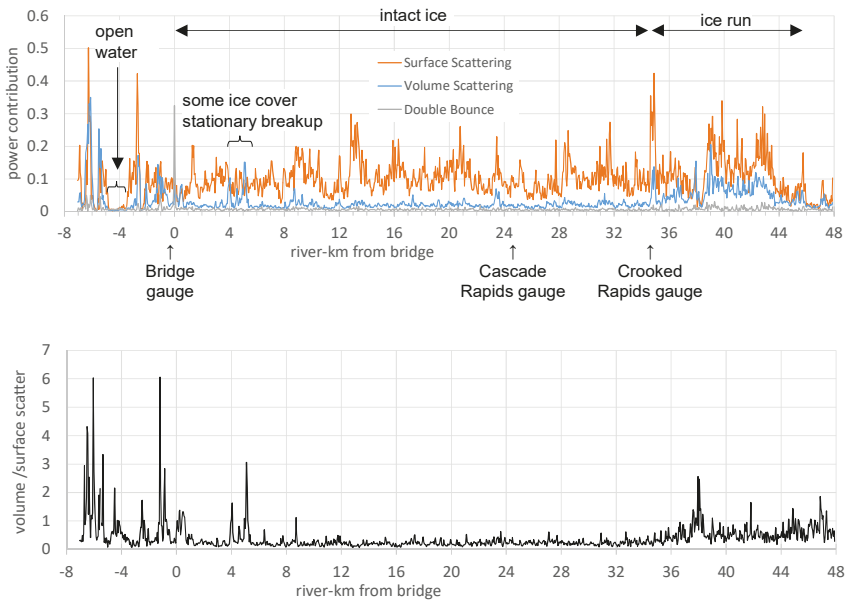 intact ice
ice run
open
water
some ice cover
stationary breakup
Surface Scattering
Volume Scattering
Double Bounce
power contribution
0.6
0.5
0.4
0.3
0.2
0.1
0
-8 -4 0 4 8 12 16 20 24 28 32 36 40 44 48
river-km from bridge
↑ ↑ ↑
Bridge Cascade Crooked
gauge Rapids gauge Rapids gauge
volume /surface scatter
7
6
5
4
3
2
1
0
-8 -4 0 4 8 12 16 20 24 28 32 36 40 44 48
river-km from bridge